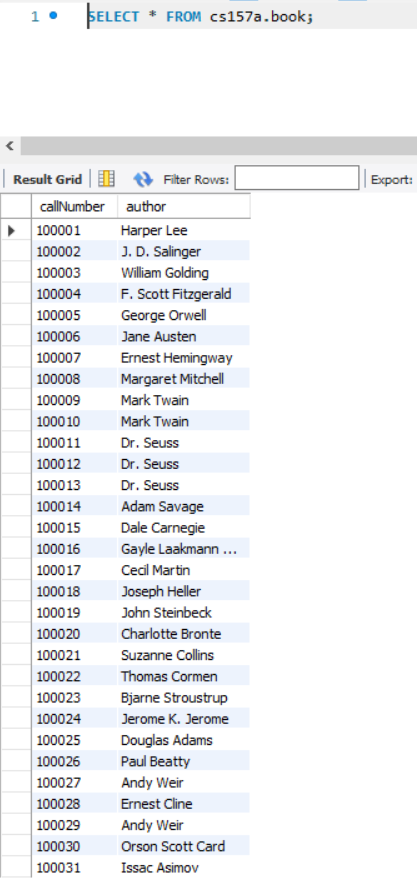 1 SELECT * FROM cs157a.book;
Result Grid Filter Rows: Export:
callNumber author
100001 Harper Lee
100002 J. D. Salinger
100003 William Golding
100004 F. Scott Fitzgerald
100005 George Orwell
100006 Jane Austen
100007 Ernest Hemingway
100008 Margaret Mitchell
100009 Mark Twain
100010 Mark Twain
100011 Dr. Seuss
100012 Dr. Seuss
100013 Dr. Seuss
100014 Adam Savage
100015 Dale Carnegie
100016 Gayle Laakmann ...
100017 Cecil Martin
100018 Joseph Heller
100019 John Steinbeck
100020 Charlotte Bronte
100021 Suzanne Collins
100022 Thomas Cormen
100023 Bjarne Stroustrup
100024 Jerome K. Jerome
100025 Douglas Adams
100026 Paul Beatty
100027 Andy Weir
100028 Ernest Cline
100029 Andy Weir
100030 Orson Scott Card
100031 Issac Asimov